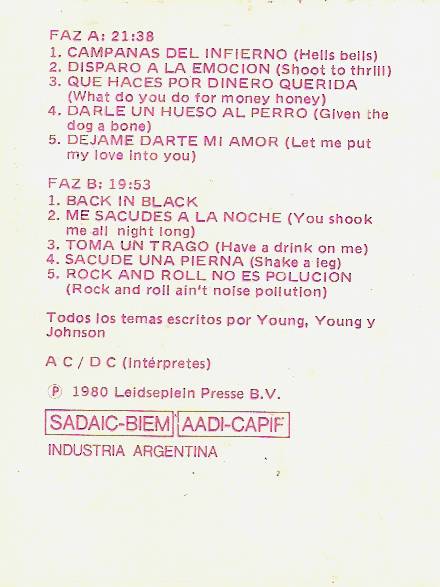 FAZ A: 21:38
1. CAMPANAS DEL INFIERNO (Hells bells)
2. DISPARO A LA EMOCION (Shoot to thrill)
3. QUE HACES POR DINERO QUERIDA
(What do you do for money honey)
4. DARLE UN HUESO AL PERRO (Given the
dog a bone)
5. DEJAME DARTE MI AMOR (Let me put
my love into you)
FAZ B: 19:53
1. BACK IN BLACK
2. ME SACUDES A LA NOCHE (You shook
me all night long)
3. TOMA UN TRAGO (Have a drink on me)
4. SACUDE UNA PIERNA (Shake a leg)
5. ROCK AND ROLL NO ES POLUCION
(Rock and roll ain't noise pollution)
Todos los temas escritos por Young, Young y
Johnson
A C / D C (Intérpretes)
Ⓟ 1980 Leidseplein Presse B.V.
SADAIC-BIEM AADI-CAPIF
INDUSTRIA ARGENTINA